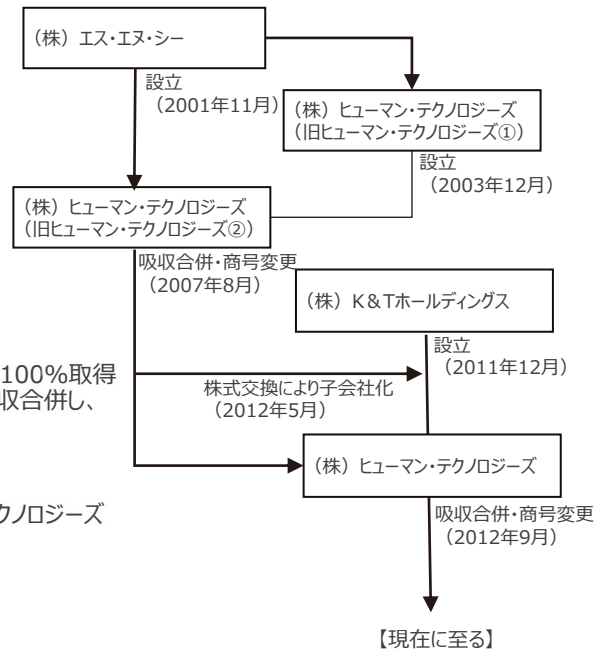 （株）エス・エヌ・シー
設立
（2001年11月）
（株）ヒューマン・テクノロジーズ
（旧ヒューマン・テクノロジーズ①）
設立
（2003年12月）
（株）ヒューマン・テクノロジーズ
（旧ヒューマン・テクノロジーズ②）
吸収合併・商号変更
（2007年8月）
（株）K＆Tホールディングス
設立
（2011年12月）
100％取得
収合併し、
株式交換により子会社化
（2012年5月）
（株）ヒューマン・テクノロジーズ
クノロジーズ
吸収合併・商号変更
（2012年9月）
【現在に至る】